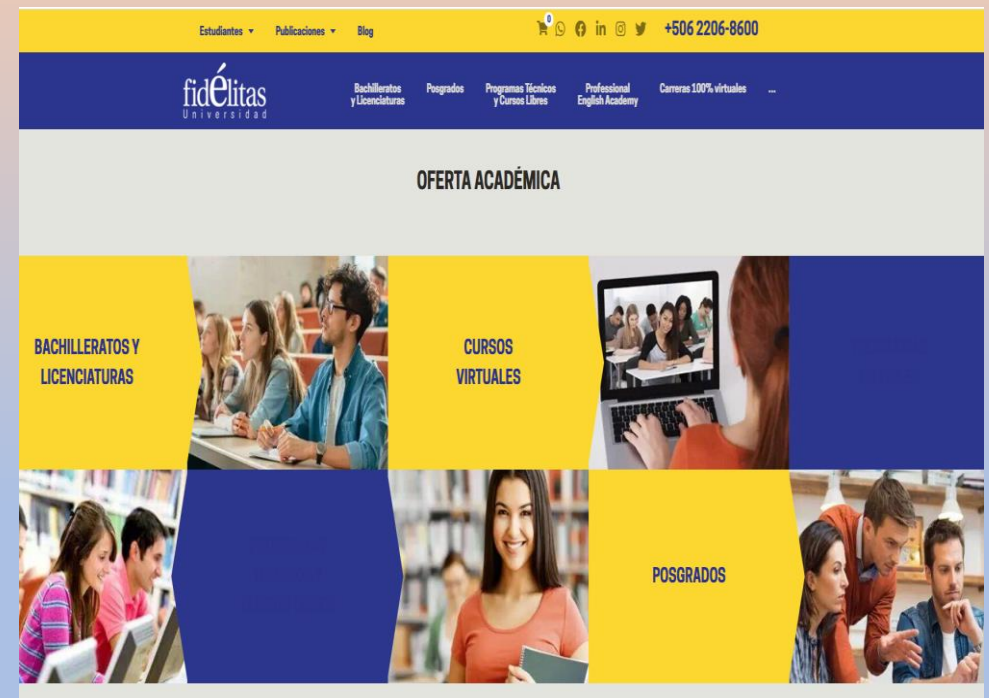 Estudiantes Publicaciones Blog 0 +506 2206-8600
fidélitas
Universidad
Bachilleratos
y Licenciaturas
Posgrados
Programas Técnicos
y Cursos Libres
Professional
English Academy
Carreras 100% virtuales
...
OFERTA ACADÉMICA
BACHILLERATOS Y
LICENCIATURAS
CURSOS
VIRTUALES
POSGRADOS